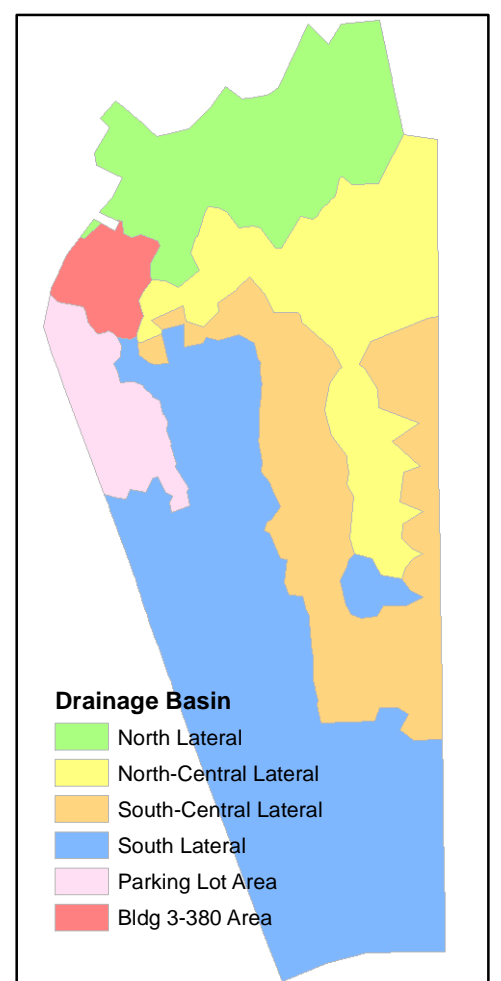 Drainage Basin
North Lateral
North-Central Lateral
South-Central Lateral
South Lateral
Parking Lot Area
Bldg 3-380 Area